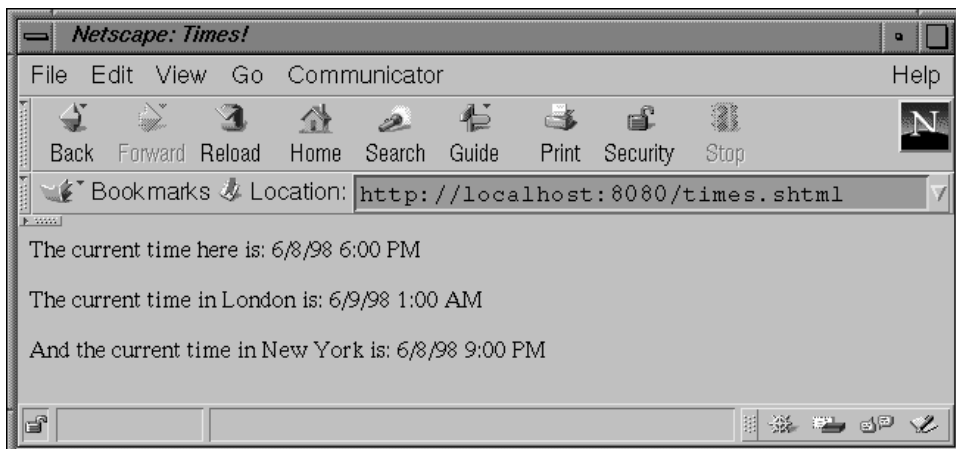 Netscape: Times!
File Edit View Go Communicator Help
Back Forward Reload Home Search Guide Print Security Stop
N
Bookmarks Location: http://localhost:8080/times.shtml
The current time here is: 6/8/98 6:00 PM
The current time in London is: 6/9/98 1:00 AM
And the current time in New York is: 6/8/98 9:00 PM